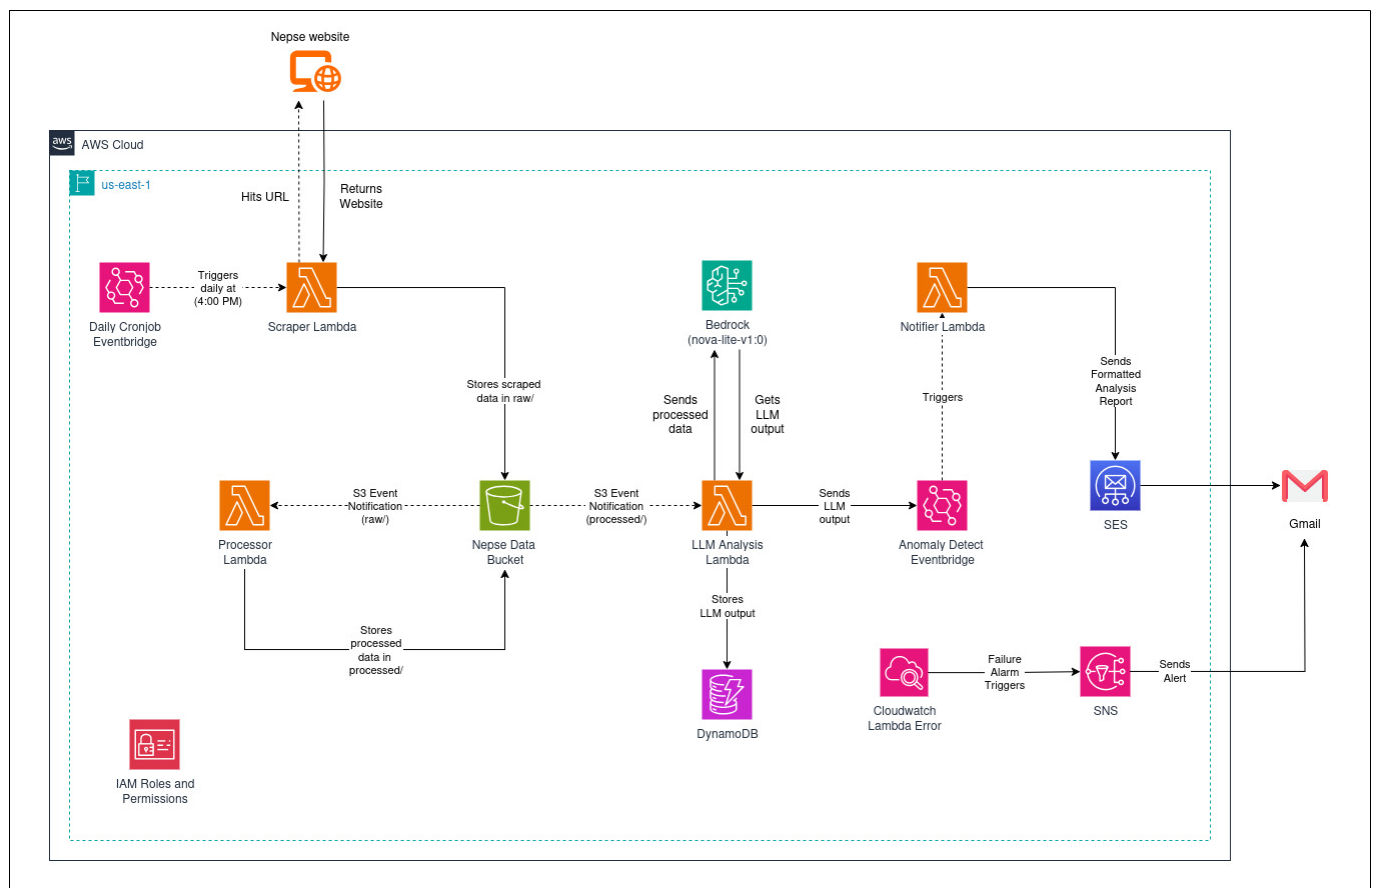 Nepse website
aws
AWS Cloud
us-east-1
Hits URL
Returns
Website
Triggers
daily at
(4:00 PM)
Daily Cronjob
Eventbridge
Scraper Lambda
Bedrock
(nova-lite-v1:0)
Notifier Lambda
Stores scraped
data in raw/
Sends
processed
data
Gets
LLM
output
Triggers
Sends
Formatted
Analysis
Report
S3 Event
Notification
(raw/)
S3 Event
Notification
(processed/)
Sends
LLM
output
Processor
Lambda
Nepse Data
Bucket
LLM Analysis
Lambda
Anomaly Detect
Eventbridge
SES
Gmail
Stores
LLM output
Stores
processed
data in
processed/
Failure
Alarm
Triggers
Sends
Alert
Cloudwatch
Lambda Error
SNS
DynamoDB
IAM Roles and
Permissions